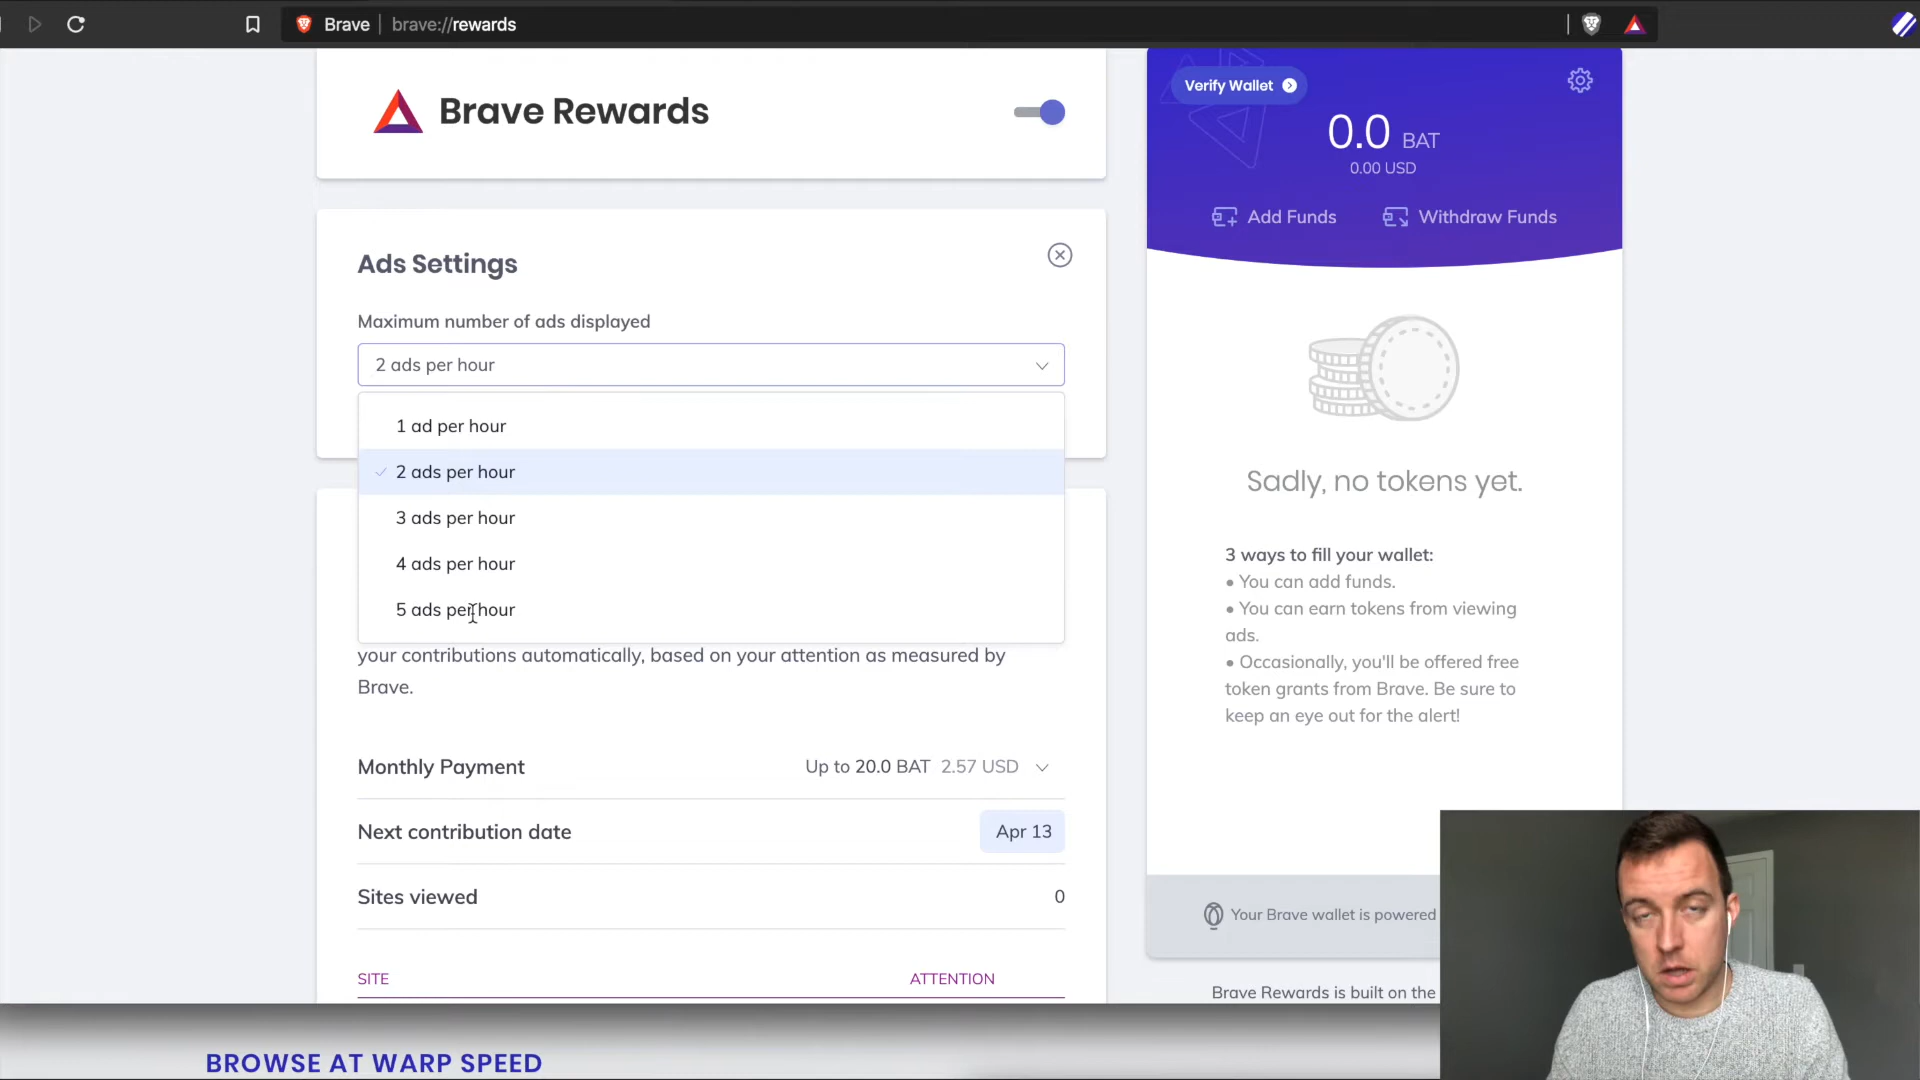 Brave | brave://rewards
Brave Rewards
Ads Settings
Maximum number of ads displayed
2 ads per hour
1 ad per hour
2 ads per hour
3 ads per hour
4 ads per hour
5 ads per hour
your contributions automatically, based on your attention as measured by
Brave.
Monthly Payment
Up to 20.0 BAT 2.57 USD
Next contribution date
Apr 13
Sites viewed
0
SITE
ATTENTION
Verify Wallet
0.0 BAT
0.00 USD
Add Funds
Withdraw Funds
Sadly, no tokens yet.
3 ways to fill your wallet:
• You can add funds.
• You can earn tokens from viewing
ads.
• Occasionally, you'll be offered free
token grants from Brave. Be sure to
keep an eye out for the alert!
Your Brave wallet is powered
Brave Rewards is built on the
BROWSE AT WARP SPEED